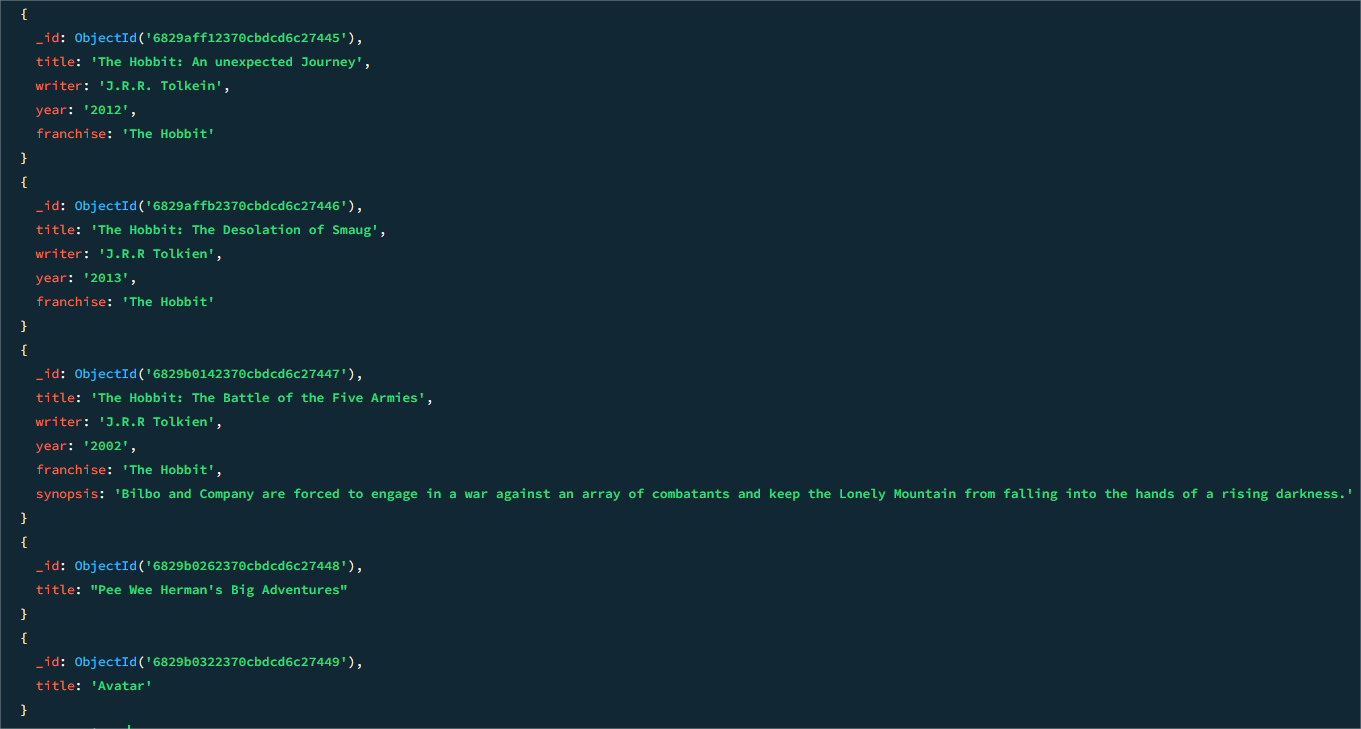 {
_id: ObjectId('6829aff12370cbdcd6c27445'),
title: 'The Hobbit: An unexpected Journey',
writer: 'J.R.R. Tolkein',
year: '2012',
franchise: 'The Hobbit'
}
{
_id: ObjectId('6829affb2370cbdcd6c27446'),
title: 'The Hobbit: The Desolation of Smaug',
writer: 'J.R.R Tolkien',
year: '2013',
franchise: 'The Hobbit'
}
{
_id: ObjectId('6829b0142370cbdcd6c27447'),
title: 'The Hobbit: The Battle of the Five Armies',
writer: 'J.R.R Tolkien',
year: '2002',
franchise: 'The Hobbit',
synopsis: 'Bilbo and Company are forced to engage in a war against an array of combatants and keep the Lonely Mountain from falling into the hands of a rising darkness.'
}
{
_id: ObjectId('6829b0262370cbdcd6c27448'),
title: "Pee Wee Herman's Big Adventures"
}
{
_id: ObjectId('6829b0322370cbdcd6c27449'),
title: 'Avatar'
}